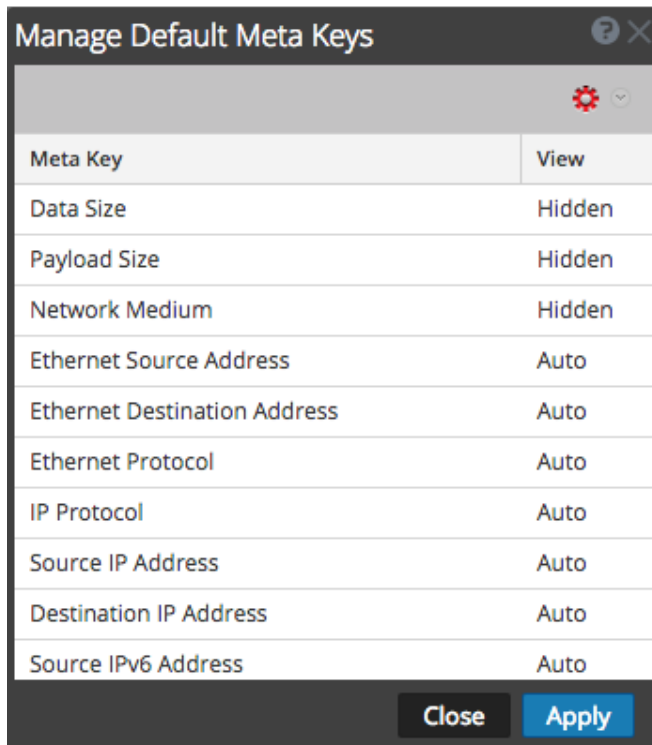 Manage Default Meta Keys ?
Meta Key View
Data Size Hidden
Payload Size Hidden
Network Medium Hidden
Ethernet Source Address Auto
Ethernet Destination Address Auto
Ethernet Protocol Auto
IP Protocol Auto
Source IP Address Auto
Destination IP Address Auto
Source IPv6 Address Auto
Close Apply